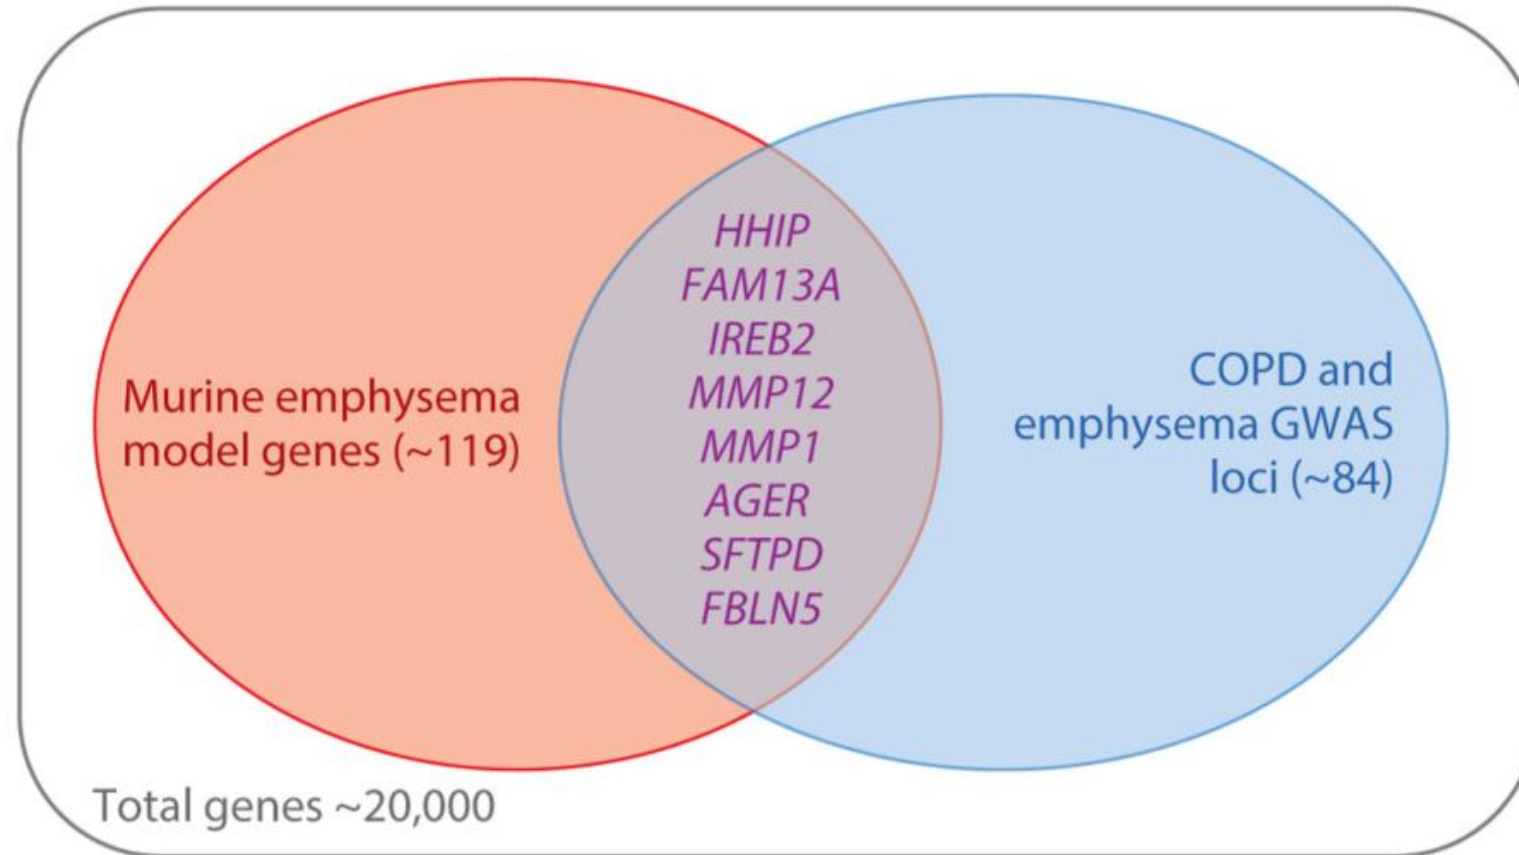 HHIP
FAM13A
IREB2
MMP12
MMP1
AGER
SFTPD
FBLN5
Murine emphysema
model genes (~119)
COPD and
emphysema GWAS
loci (~84)
Total genes ~20,000